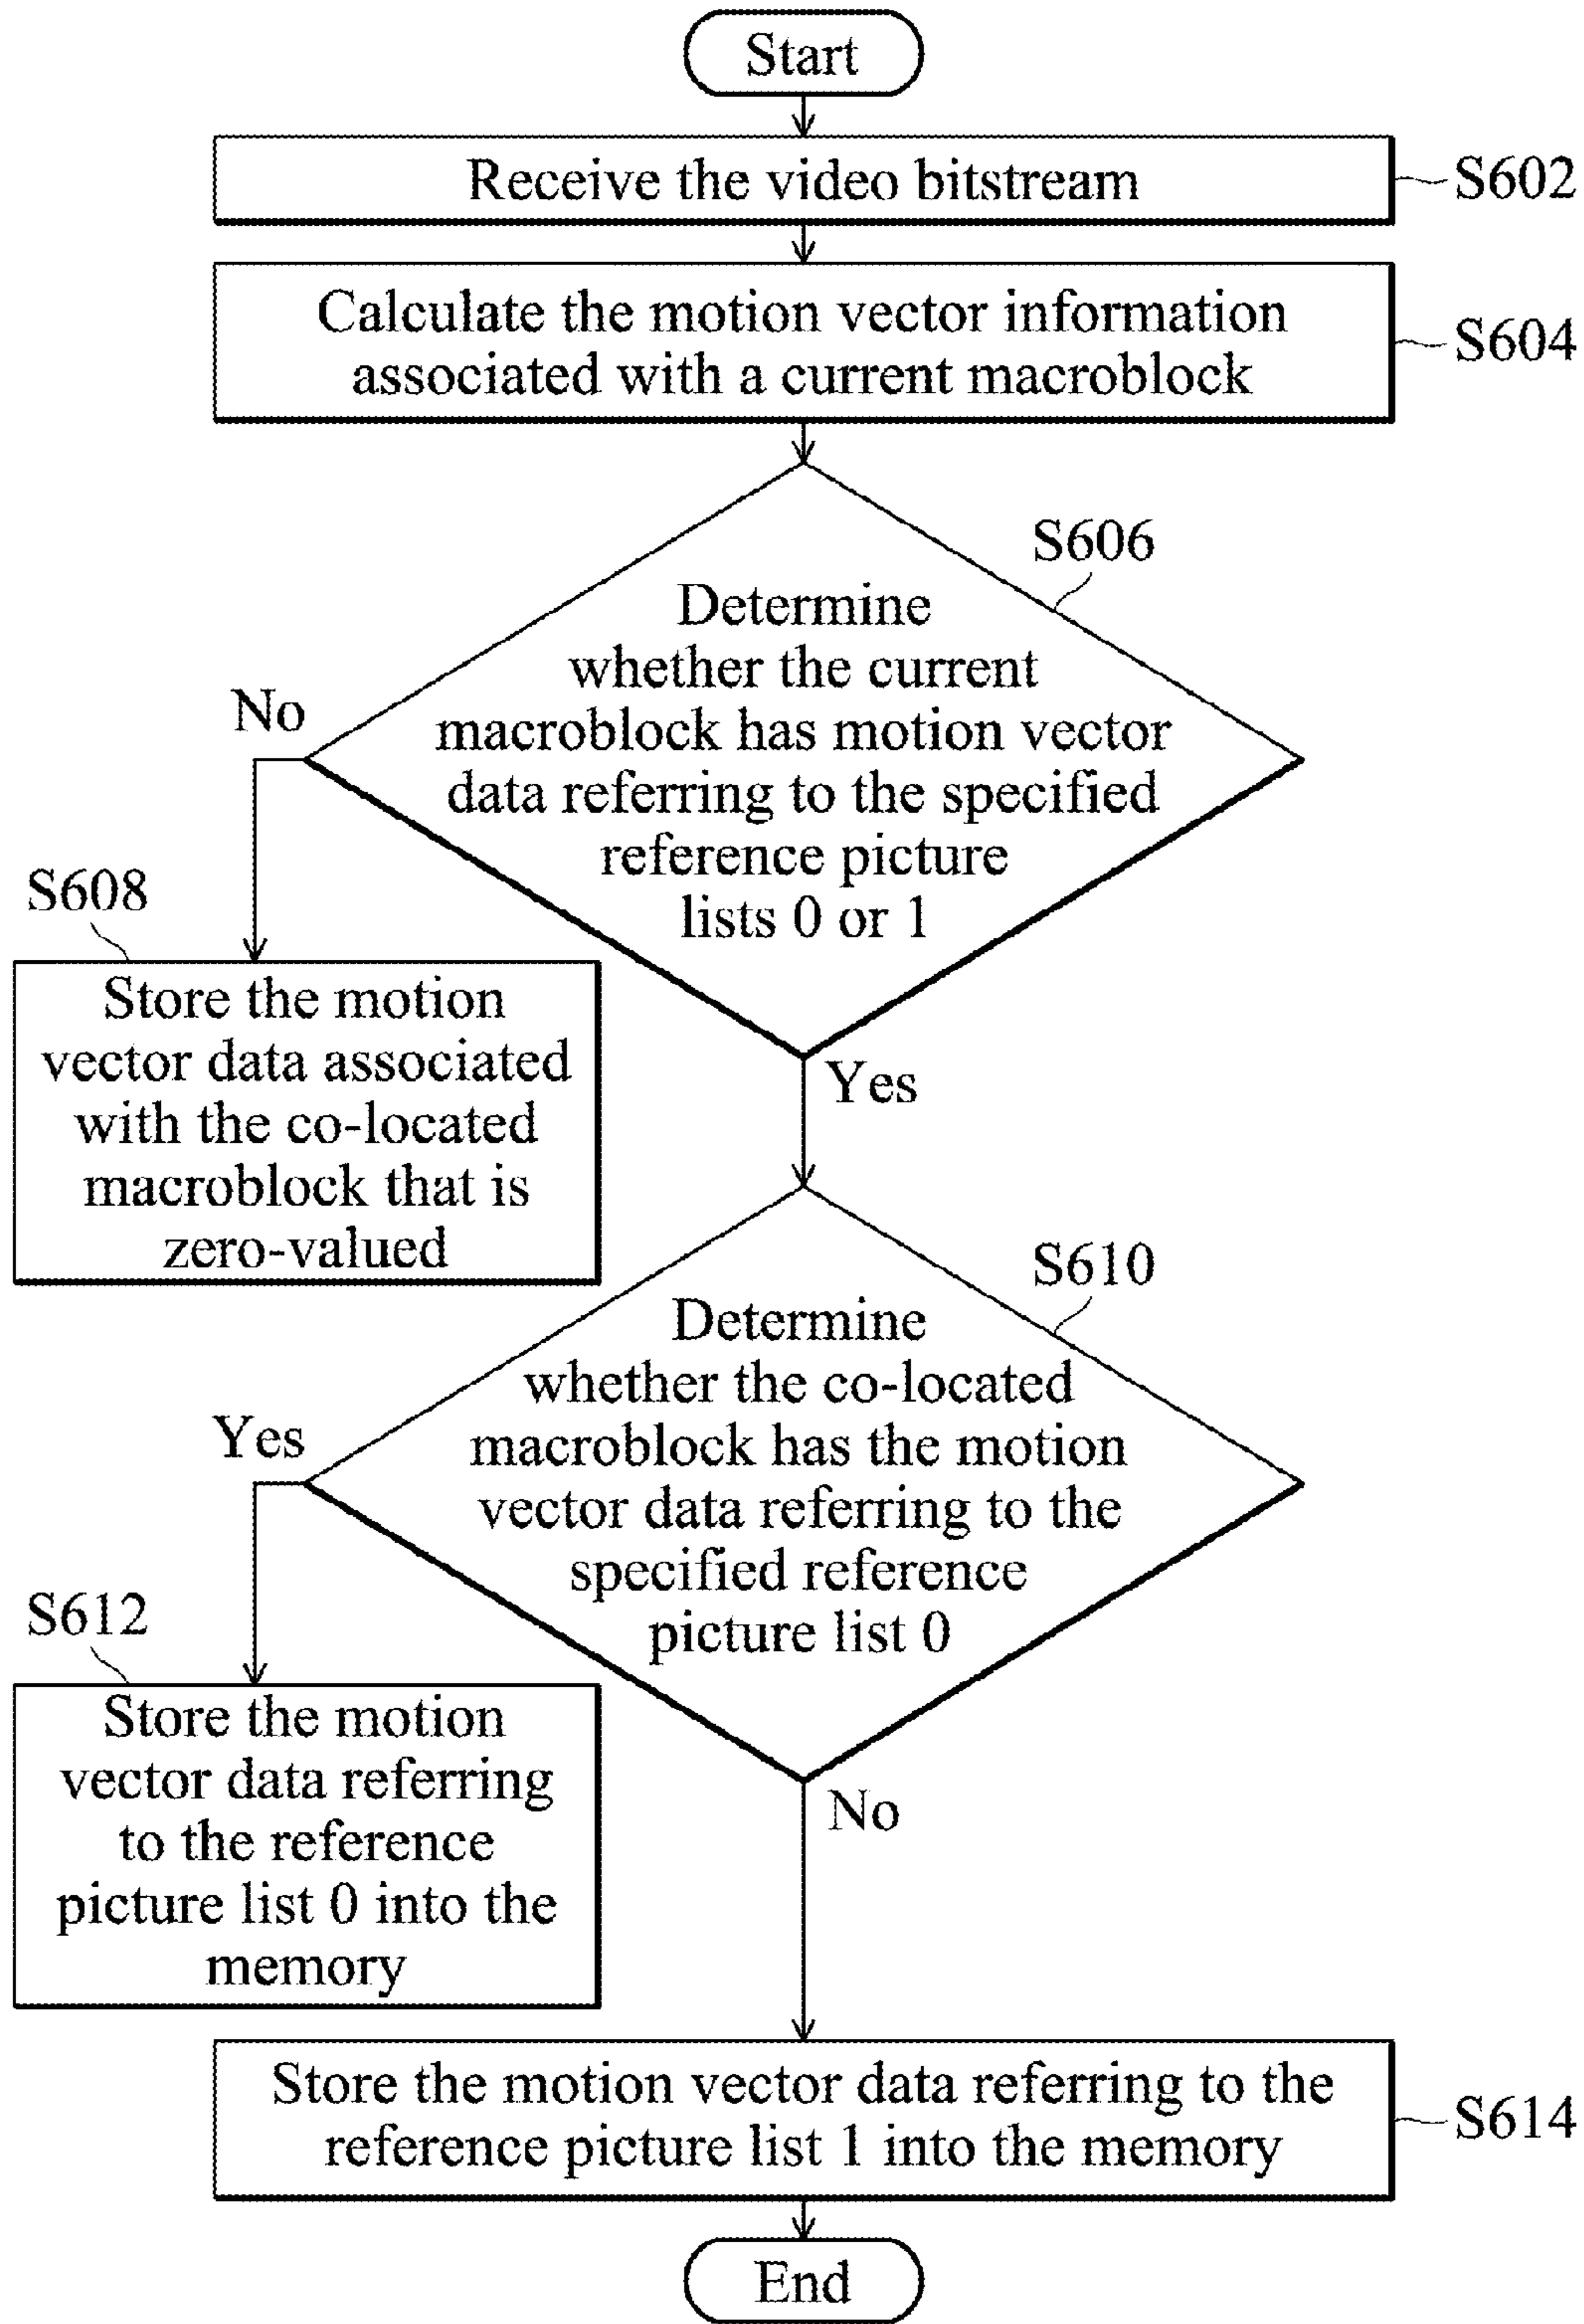 Start
Receive the video bitstream
S602
Calculate the motion vector information
associated with a current macroblock
S604
S606
Determine
whether the current
macroblock has motion vector
data referring to the specified
reference picture
lists 0 or 1
No
Yes
S608
Store the motion
vector data associated
with the co-located
macroblock that is
zero-valued
S610
Determine
whether the co-located
macroblock has the motion
vector data referring to the
specified reference
picture list 0
Yes
No
S612
Store the motion
vector data referring
to the reference
picture list 0 into the
memory
Store the motion vector data referring to the
reference picture list 1 into the memory
S614
End